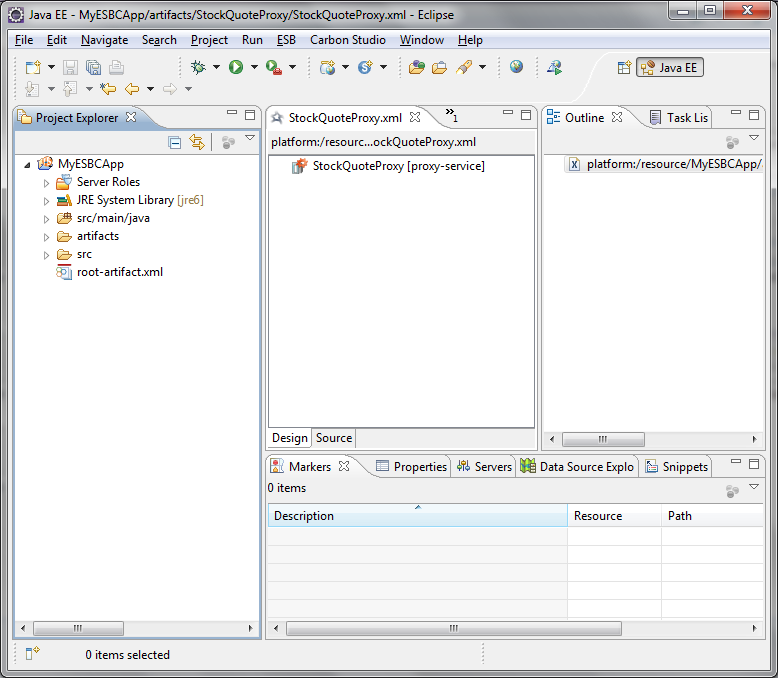 Java EE - MyESBCApp/artifacts/StockQuoteProxy/StockQuoteProxy.xml - Eclipse
File Edit Navigate Search Project Run ESB Carbon Studio Window Help
Java EE
Project Explorer
MyESBCApp
Server Roles
JRE System Library [jre6]
src/main/java
artifacts
src
root-artifact.xml
StockQuoteProxy.xml »1
platform:/resourc...ockQuoteProxy.xml
StockQuoteProxy [proxy-service]
Design Source
Outline Task Lis
platform:/resource/MyESBCApp/
Markers Properties Servers Data Source Explo Snippets
0 items
Description Resource Path
0 items selected